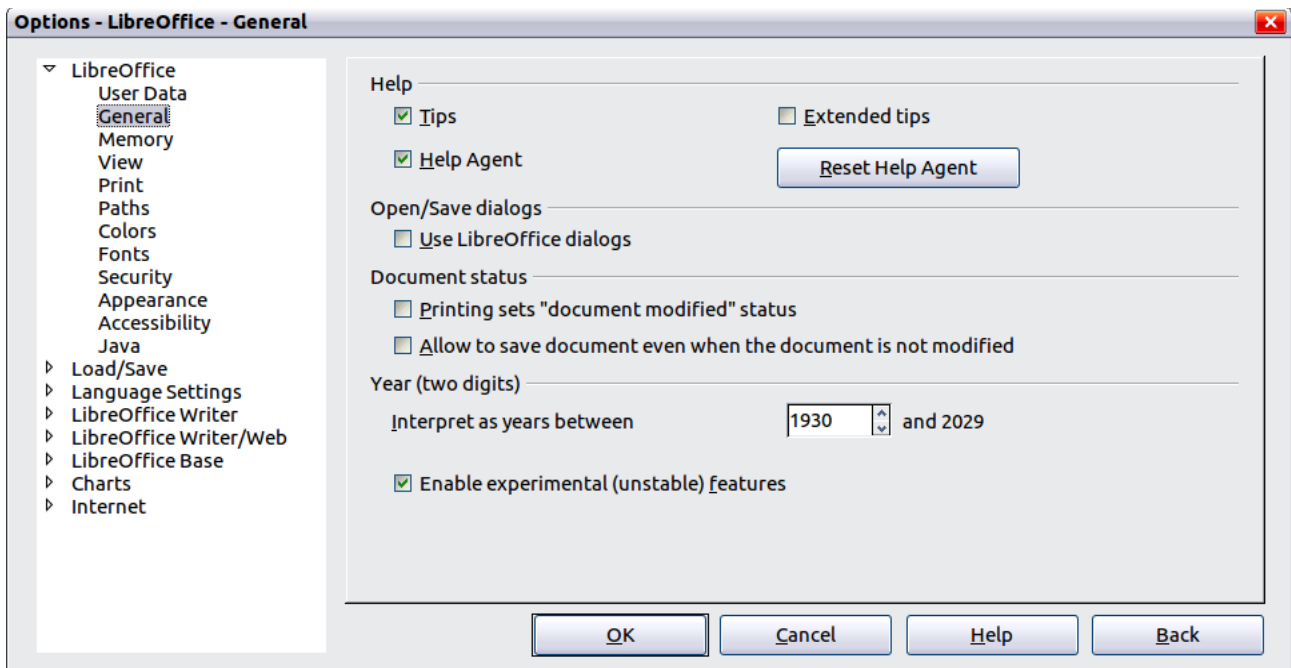 Options - LibreOffice - General
LibreOffice
User Data
General
Memory
View
Print
Paths
Colors
Fonts
Security
Appearance
Accessibility
Java
Load/Save
Language Settings
LibreOffice Writer
LibreOffice Writer/Web
LibreOffice Base
Charts
Internet
Help
Tips
Extended tips
Help Agent
Reset Help Agent
Open/Save dialogs
Use LibreOffice dialogs
Document status
Printing sets "document modified" status
Allow to save document even when the document is not modified
Year (two digits)
Interpret as years between 1930 and 2029
Enable experimental (unstable) features
OK Cancel Help Back